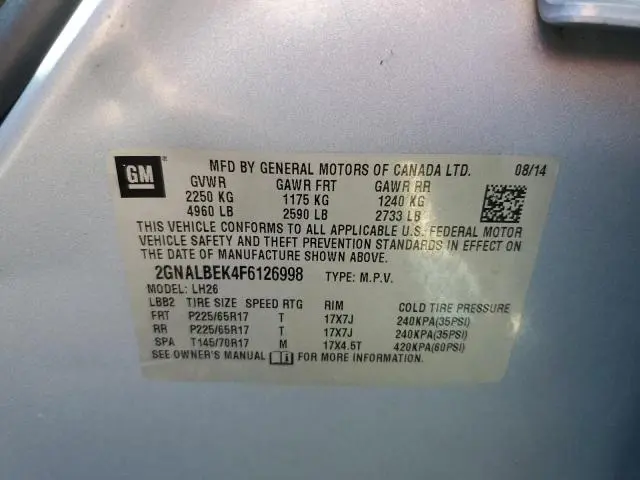 GM ® MFD BY GENERAL MOTORS OF CANADA LTD. 08/14
GVWR GAWR FRT GAWR RR
2250 KG 1175 KG 1240 KG
4960 LB 2590 LB 2733 LB
THIS VEHICLE CONFORMS TO ALL APPLICABLE U.S. FEDERAL MOTOR
VEHICLE SAFETY AND THEFT PREVENTION STANDARDS IN EFFECT ON
THE DATE OF MANUFACTURE SHOWN ABOVE.
2GNALBEK4F6126998 TYPE: M.P.V.
MODEL: LH26
LBB2 TIRE SIZE SPEED RTG RIM COLD TIRE PRESSURE
FRT P225/65R17 T 17X7J 240KPA(35PSI)
RR P225/65R17 T 17X7J 240KPA(35PSI)
SPA T145/70R17 M 17X4.5T 420KPA(60PSI)
SEE OWNER'S MANUAL i FOR MORE INFORMATION.